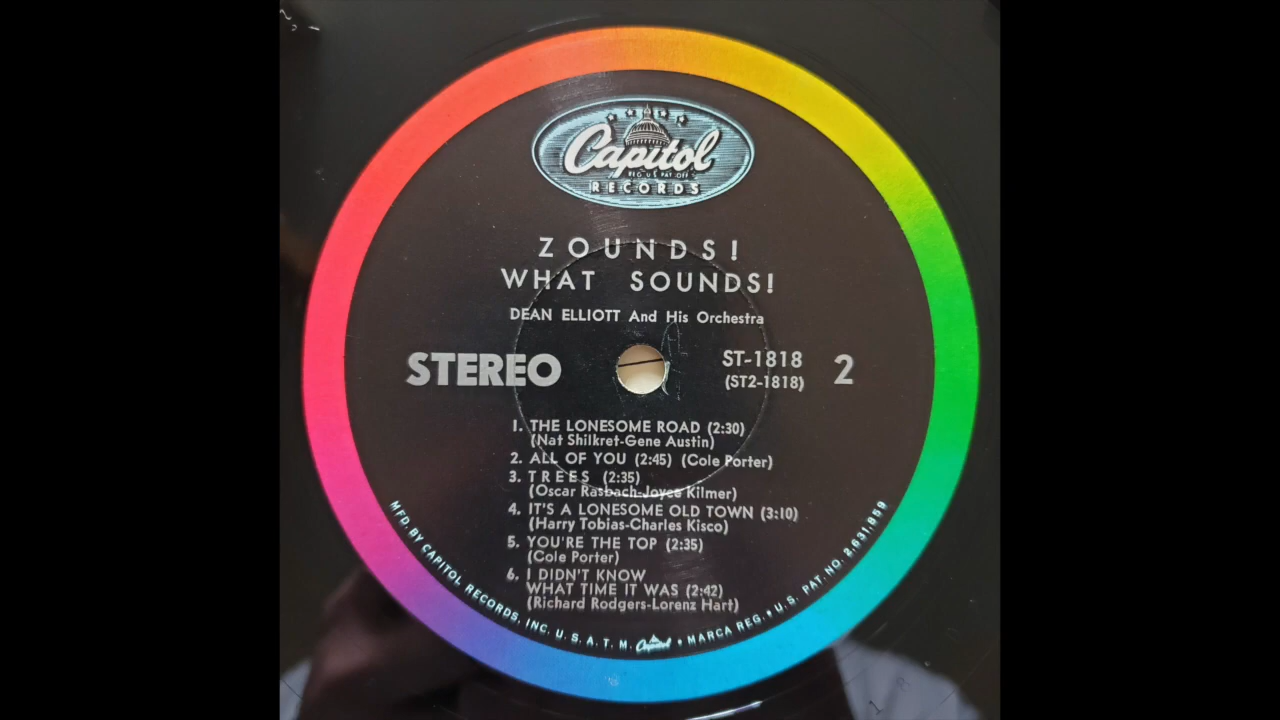 Capitol
REG. U.S. PAT. OFF.
RECORDS
ZOUNDS!
WHAT SOUNDS!
DEAN ELLIOTT And His Orchestra
STEREO
ST-1818
(ST2-1818)
2
1. THE LONESOME ROAD (2:30)
(Nat Shilkret-Gene Austin)
2. ALL OF YOU (2:45) (Cole Porter)
3. TREES (2:35)
(Oscar Rasbach-Joyce Kilmer)
4. IT'S A LONESOME OLD TOWN (3:10)
(Harry Tobias-Charles Kisco)
5. YOU'RE THE TOP (2:35)
(Cole Porter)
6. I DIDN'T KNOW
WHAT TIME IT WAS (2:42)
(Richard Rodgers-Lorenz Hart)
MFD. BY CAPITOL RECORDS, INC. U.S.A. T.M. Capitol • MARCA REG. • U.S. PAT. NO. 2,631,859